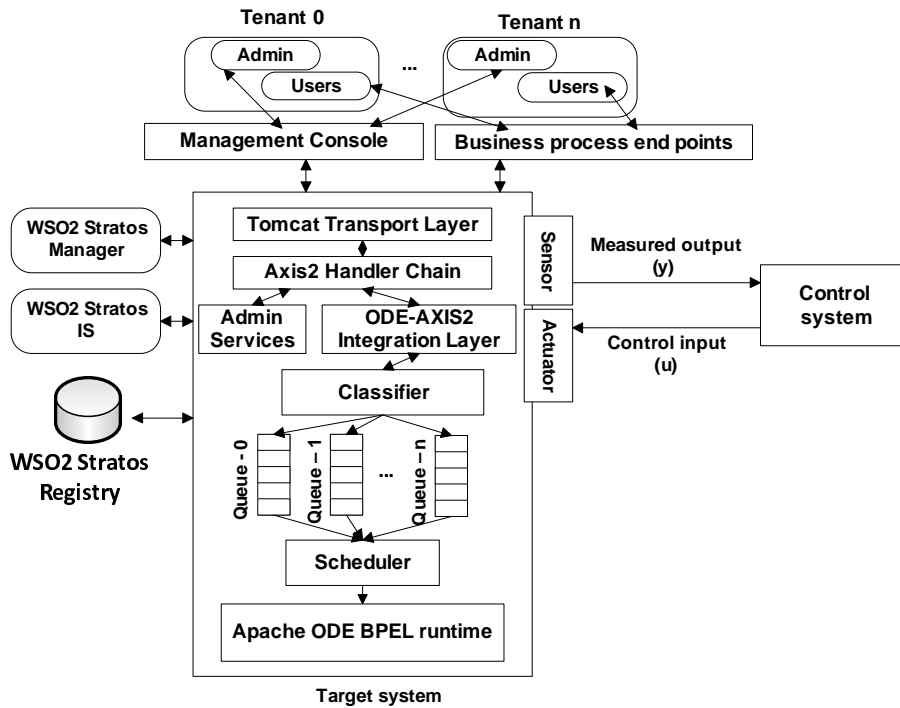 Tenant 0
Tenant n
Admin
Users
...
Admin
Users
Management Console
Business process end points
WSO2 Stratos
Manager
WSO2 Stratos
IS
WSO2 Stratos
Registry
Tomcat Transport Layer
Axis2 Handler Chain
Admin
Services
ODE-AXIS2
Integration Layer
Classifier
Queue - 0
Queue – 1
...
Queue – n
Scheduler
Apache ODE BPEL runtime
Target system
Sensor
Actuator
Measured output
(y)
Control input
(u)
Control
system